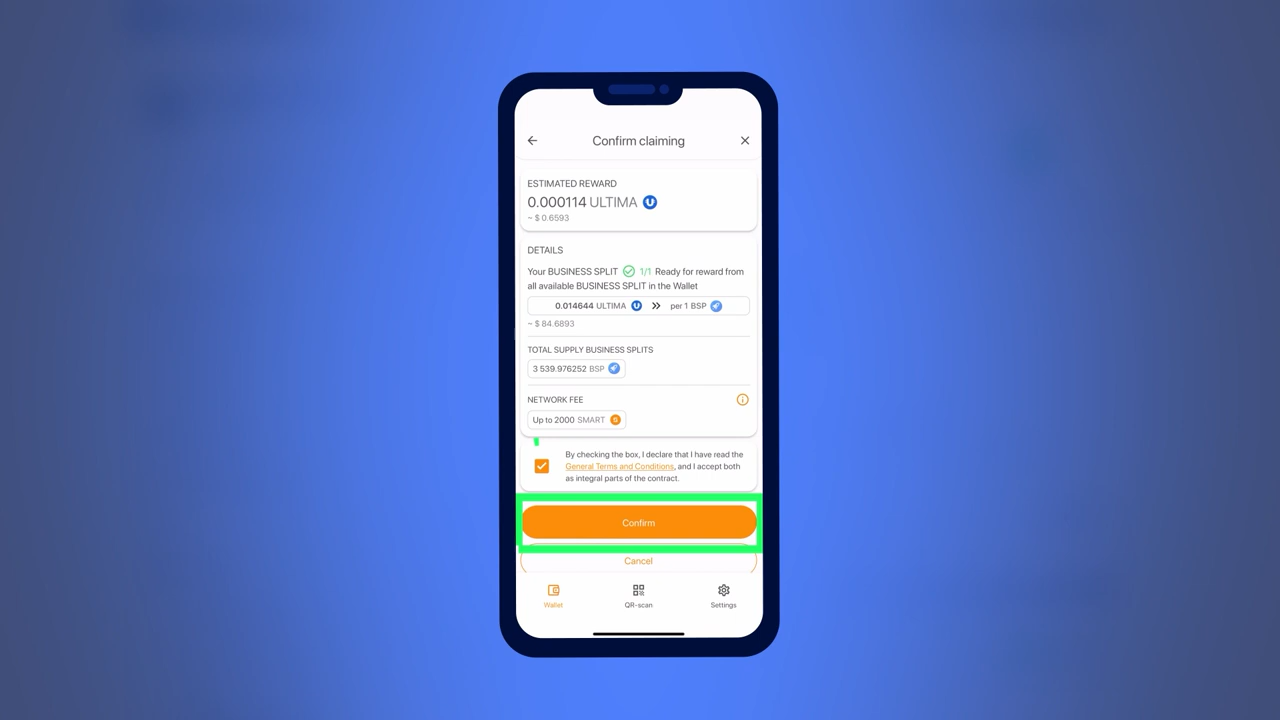 Confirm claiming
ESTIMATED REWARD
0.000114 ULTIMA
~ $ 0.6593
DETAILS
Your BUSINESS SPLIT 1/1 Ready for reward from
all available BUSINESS SPLIT in the Wallet
0.014644 ULTIMA » per 1 BSP
~ $ 84.6893
TOTAL SUPPLY BUSINESS SPLITS
3 539.976252 BSP
NETWORK FEE
Up to 2000 SMART
By checking the box, I declare that I have read the
General Terms and Conditions, and I accept both
as integral parts of the contract.
Confirm
Cancel
Wallet
QR-scan
Settings